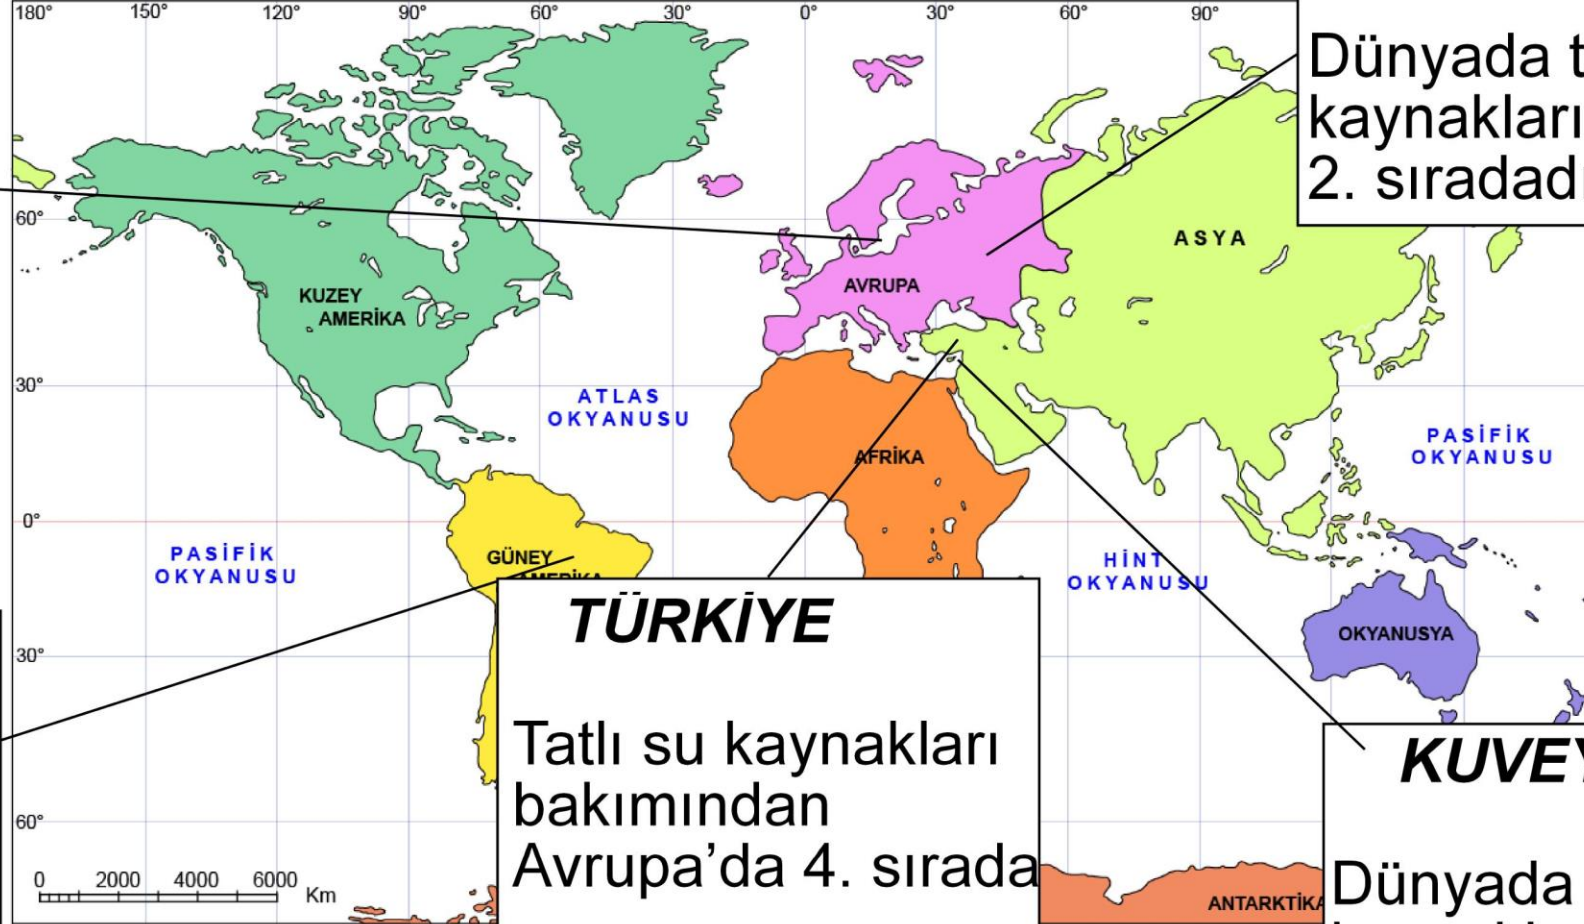 180° 150° 120° 90° 60° 30° 0° 30° 60° 90°
Dünyada
kaynakları
2. sıradadı
60°
ASYA
AVRUPA
KUZEY
AMERİKA
30°
ATLAS
OKYANUSU
PASİFİK
OKYANUSU
AFRİKA
0°
PASİFİK
OKYANUSU
GÜNEY
AMERİKA
HİNT
OKYANUSU
TÜRKİYE
30°
OKYANUSYA
Tatlı su kaynakları
bakımından
Avrupa’da 4. sırada
KUVEY
60°
0 2000 4000 6000 Km
ANTARKTİKA
Dünyada